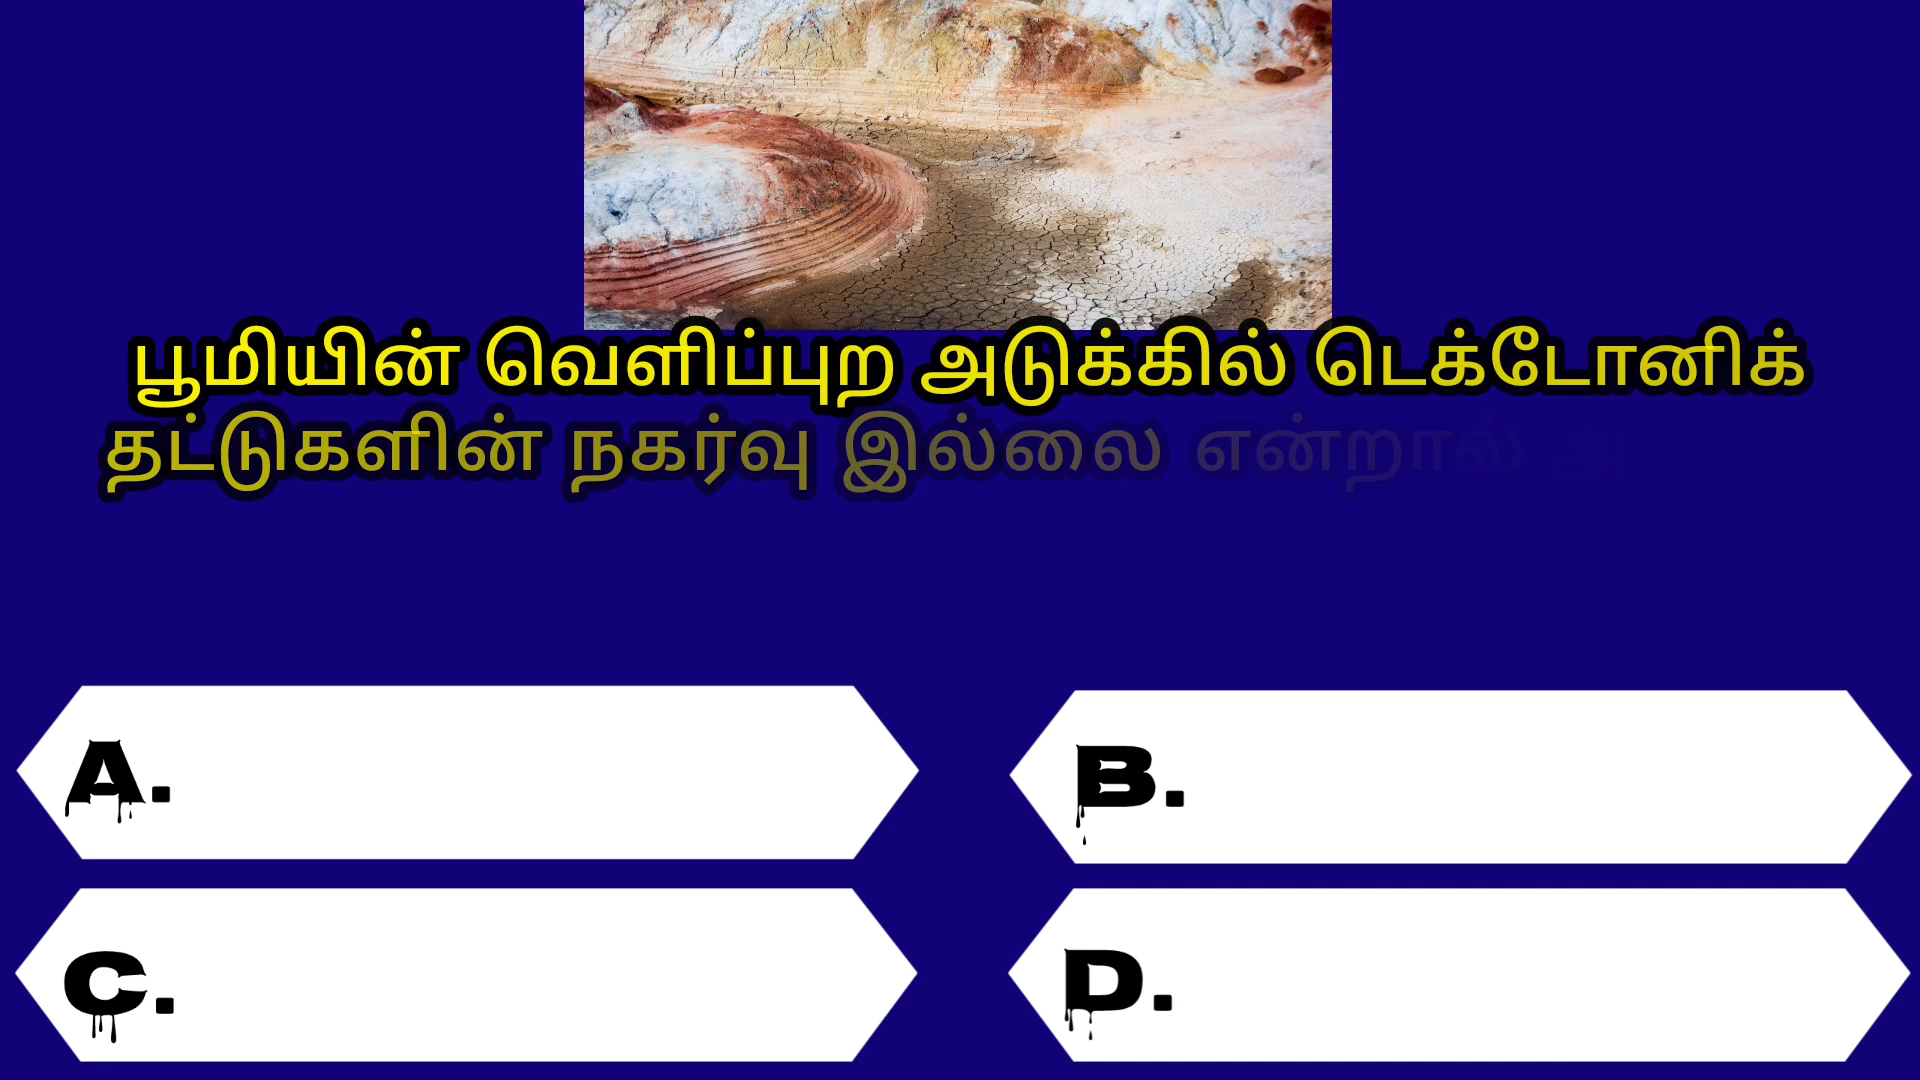 பூமியின் வெளிப்புற அடுக்கில் டெக்டோனிக்
தட்டுகளின் நகர்வு இல்லை என்றால்
A.
B.
C.
D.